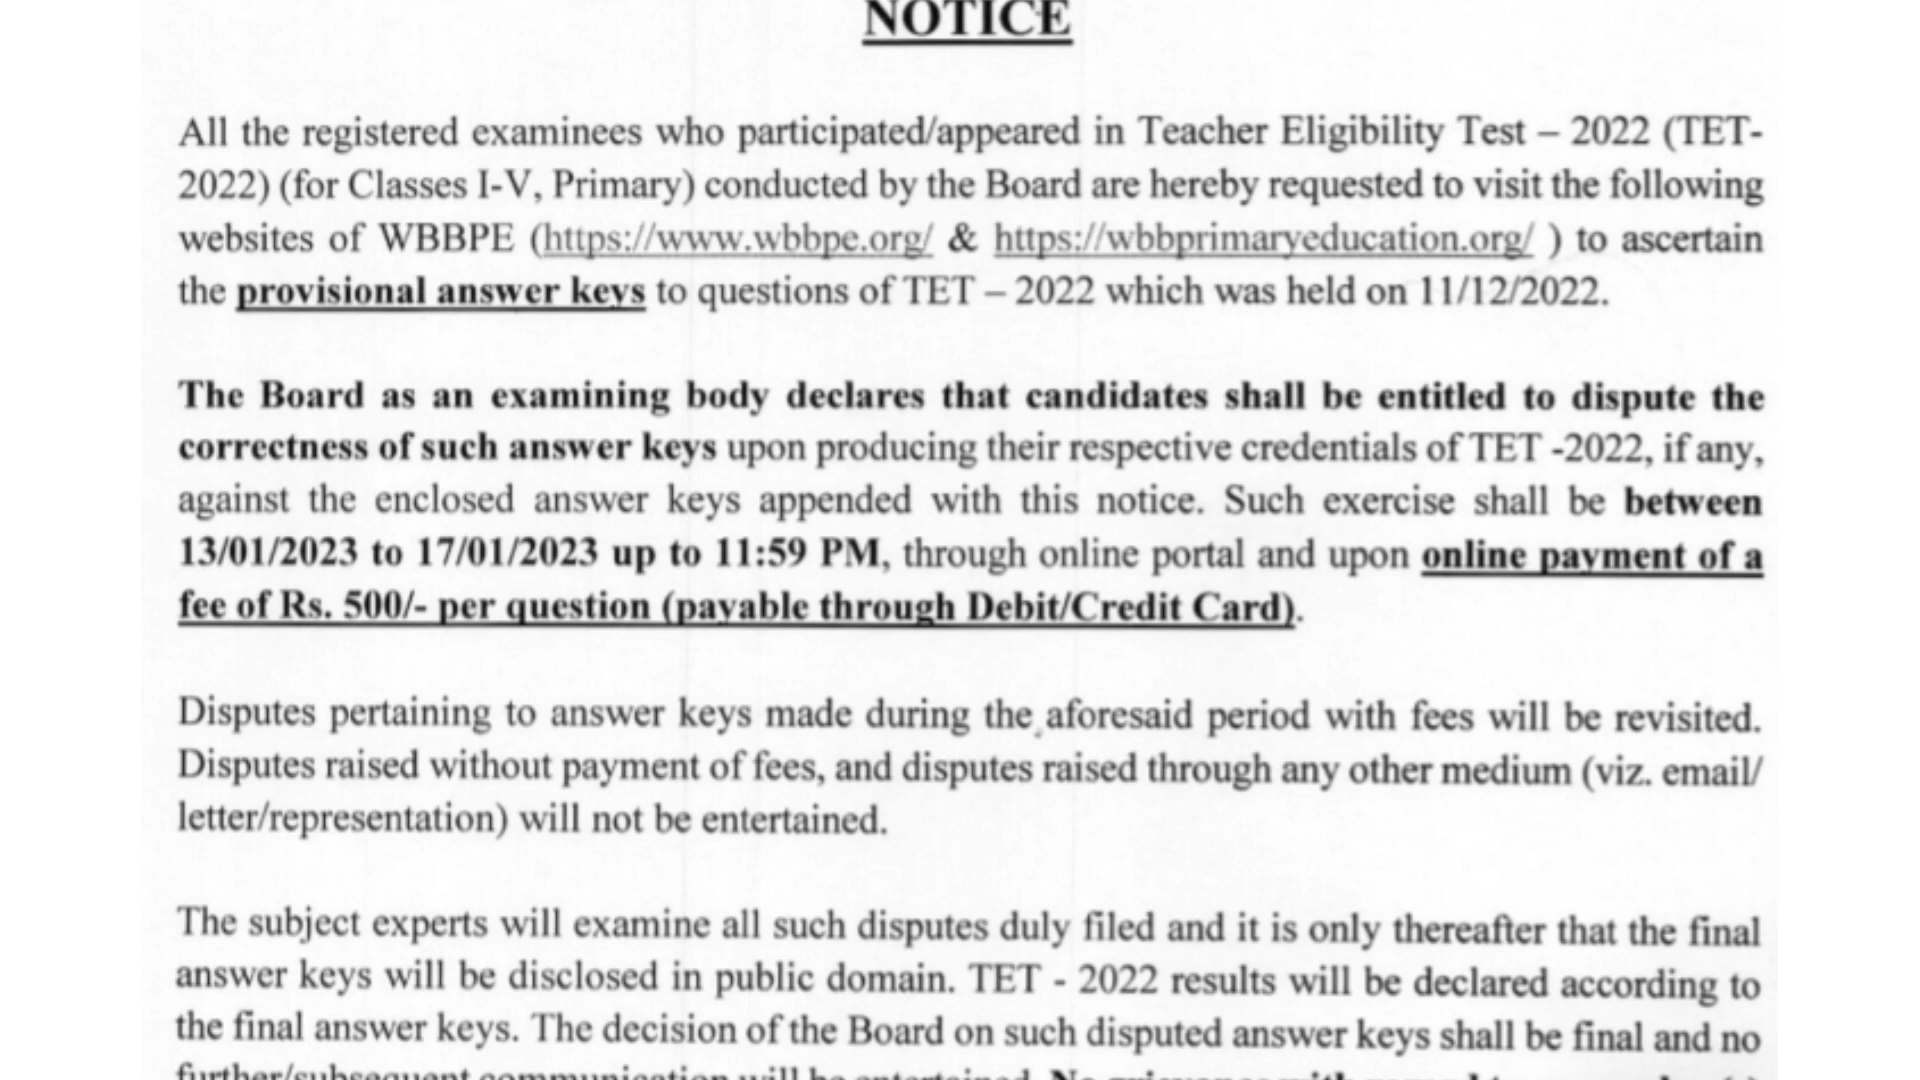 NOTICE
All the registered examinees who participated/appeared in Teacher Eligibility Test – 2022 (TET-
2022) (for Classes I-V, Primary) conducted by the Board are hereby requested to visit the following
websites of WBBPE (https://www.wbbpe.org/ & https://wbbprimaryeducation.org/ ) to ascertain
the provisional answer keys to questions of TET – 2022 which was held on 11/12/2022.
The Board as an examining body declares that candidates shall be entitled to dispute the
correctness of such answer keys upon producing their respective credentials of TET -2022, if any,
against the enclosed answer keys appended with this notice. Such exercise shall be between
13/01/2023 to 17/01/2023 up to 11:59 PM, through online portal and upon online payment of a
fee of Rs. 500/- per question (payable through Debit/Credit Card).
Disputes pertaining to answer keys made during the aforesaid period with fees will be revisited.
Disputes raised without payment of fees, and disputes raised through any other medium (viz. email/
letter/representation) will not be entertained.
The subject experts will examine all such disputes duly filed and it is only thereafter that the final
answer keys will be disclosed in public domain. TET - 2022 results will be declared according to
the final answer keys. The decision of the Board on such disputed answer keys shall be final and no
further/subsequent communication will be entertained. No grievance with regard to